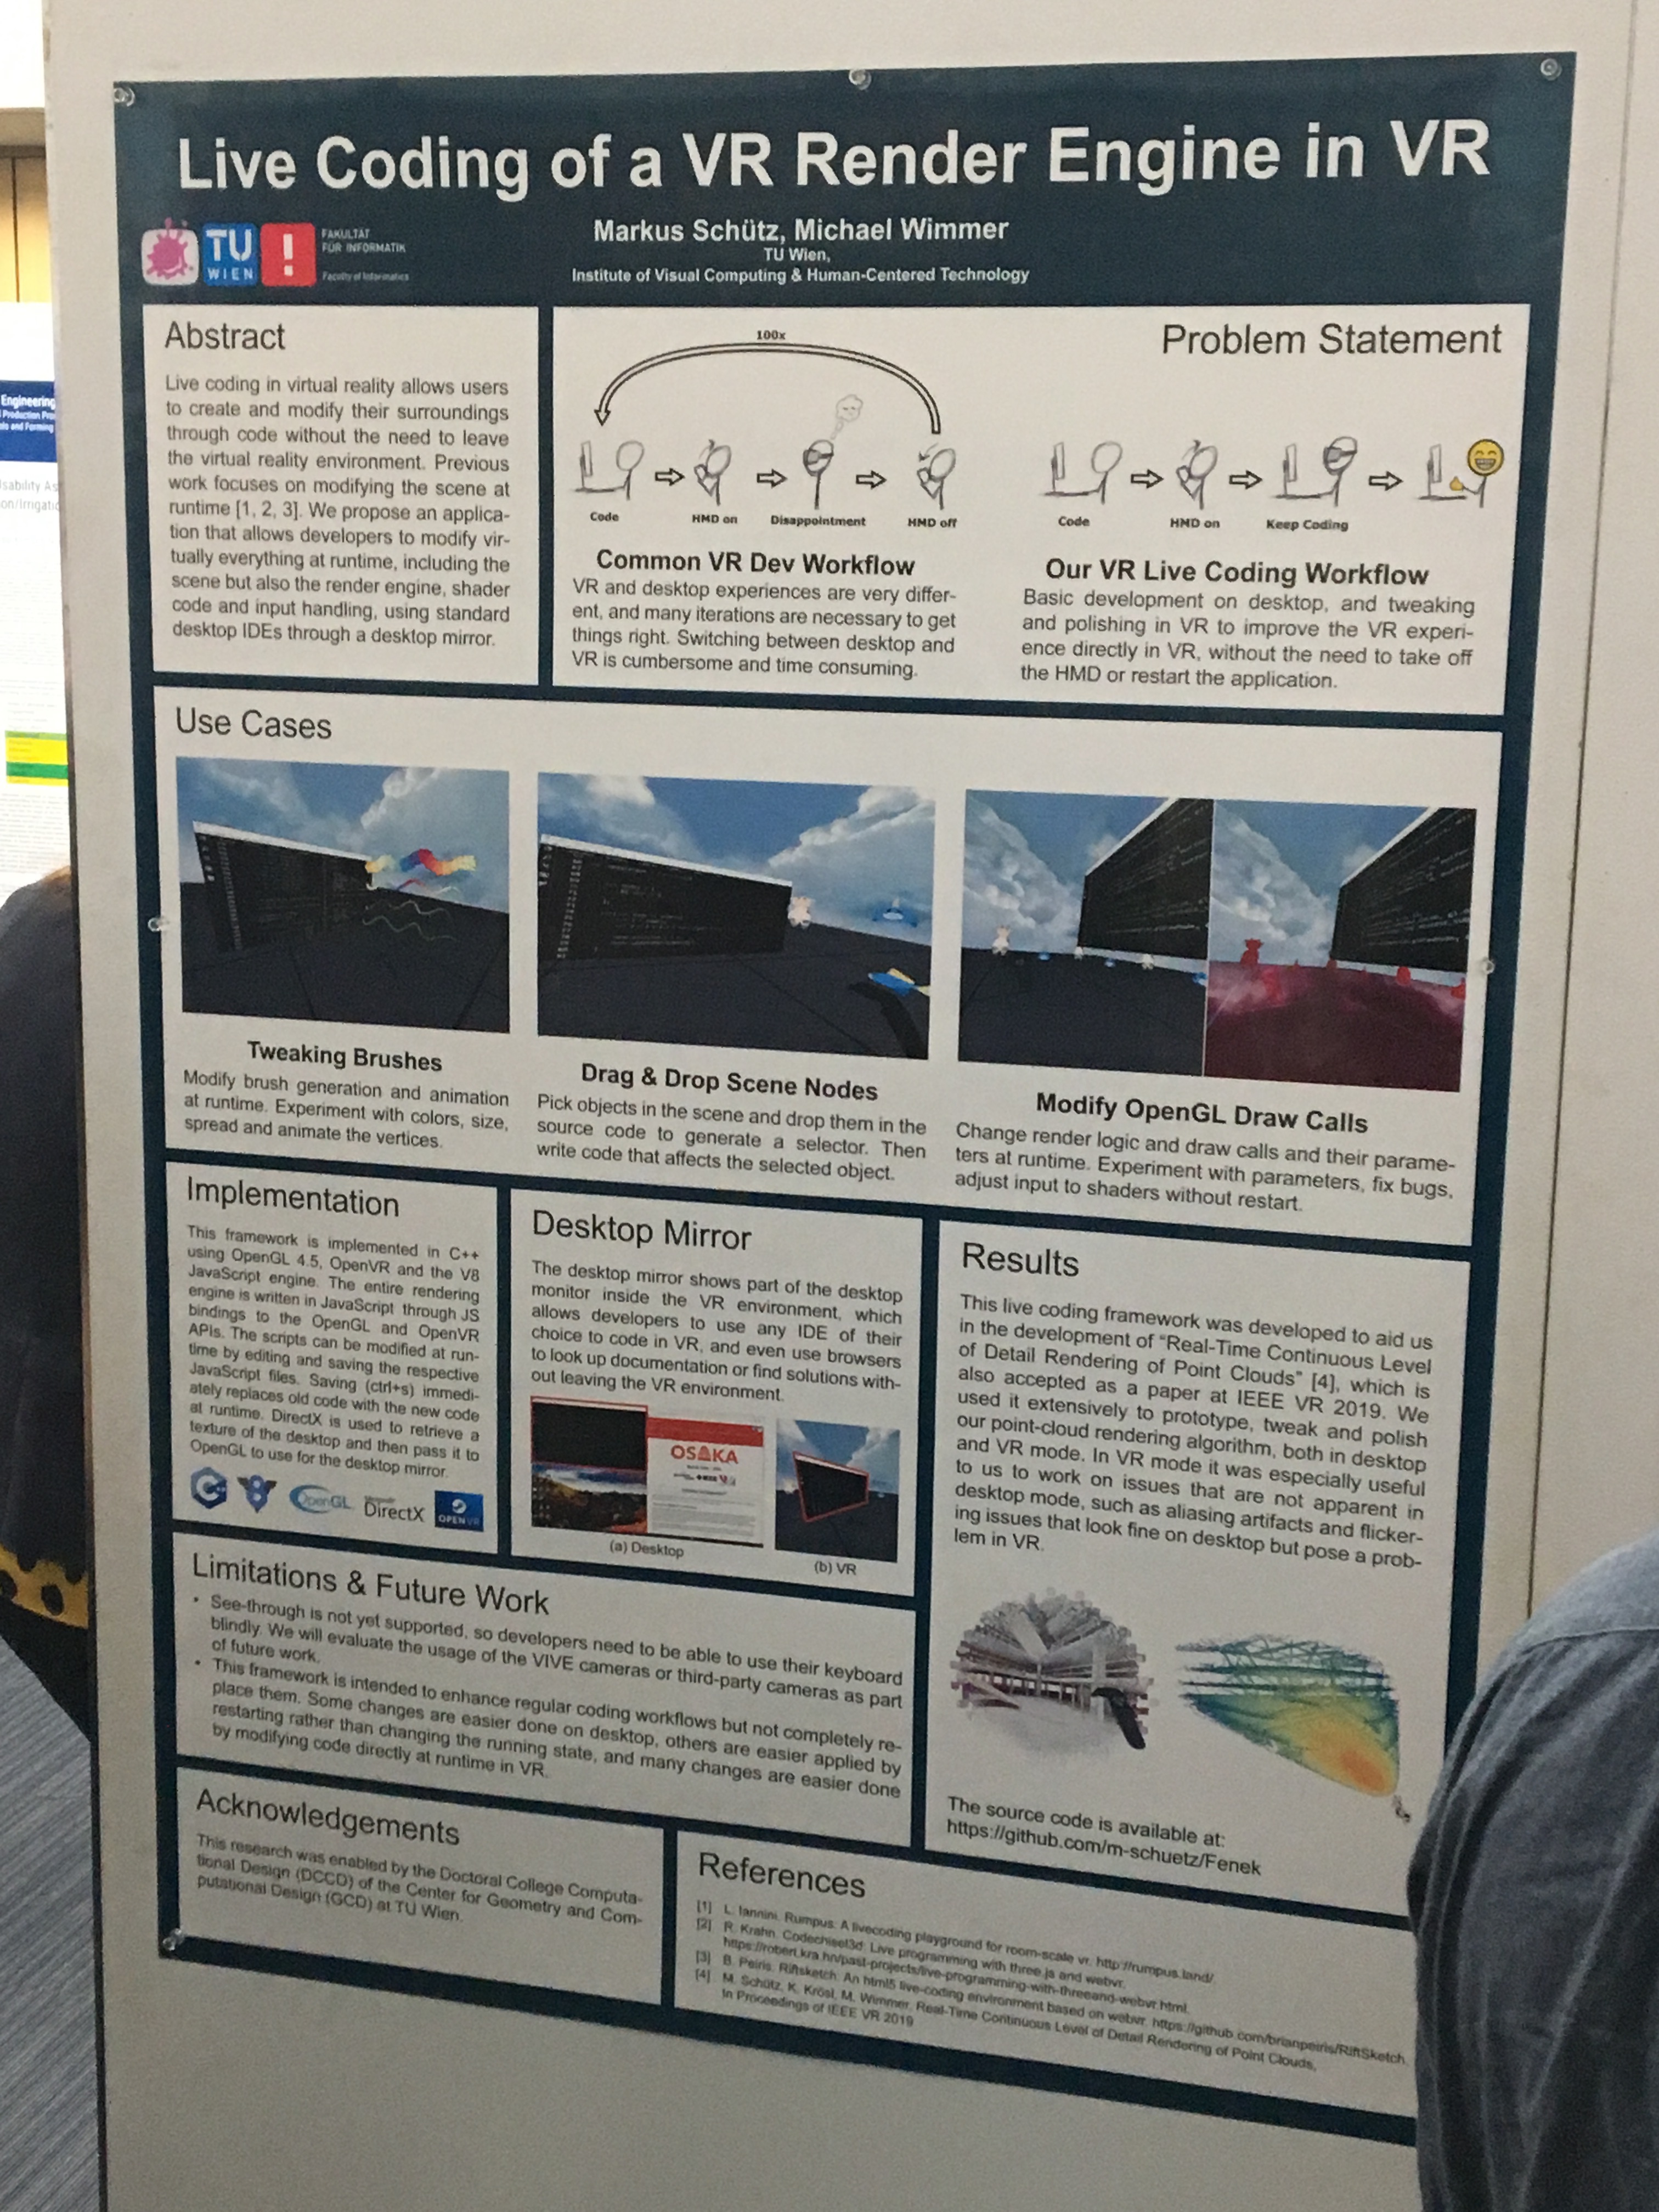 Live Coding of a VR Render Engine in VR
TU
WIEN
!
FAKULTÄT
FÜR INFORMATIK
Faculty of Informatics
Markus Schütz, Michael Wimmer
TU Wien,
Institute of Visual Computing & Human-Centered Technology
Abstract
Live coding in virtual reality allows users
to create and modify their surroundings
through code without the need to leave
the virtual reality environment. Previous
work focuses on modifying the scene at
runtime [1, 2, 3]. We propose an applica-
tion that allows developers to modify vir-
tually everything at runtime, including the
scene but also the render engine, shader
code and input handling, using standard
desktop IDEs through a desktop mirror.
Problem Statement
100x
Code
HMD on
Disappointment
HMD off
Common VR Dev Workflow
VR and desktop experiences are very differ-
ent, and many iterations are necessary to get
things right. Switching between desktop and
VR is cumbersome and time consuming.
Code
HMD on
Keep Coding
Our VR Live Coding Workflow
Basic development on desktop, and tweaking
and polishing in VR to improve the VR experi-
ence directly in VR, without the need to take off
the HMD or restart the application.
Use Cases
Tweaking Brushes
Modify brush generation and animation
at runtime. Experiment with colors, size,
spread and animate the vertices.
Drag & Drop Scene Nodes
Pick objects in the scene and drop them in the
source code to generate a selector. Then
write code that affects the selected object.
Modify OpenGL Draw Calls
Change render logic and draw calls and their parame-
ters at runtime. Experiment with parameters, fix bugs,
adjust input to shaders without restart.
Implementation
This framework is implemented in C++
using OpenGL 4.5, OpenVR and the V8
JavaScript engine. The entire rendering
engine is written in JavaScript through JS
bindings to the OpenGL and OpenVR
APIs. The scripts can be modified at run-
time by editing and saving the respective
JavaScript files. Saving (ctrl+s) immedi-
ately replaces old code with the new code
at runtime. DirectX is used to retrieve a
texture of the desktop and then pass it to
OpenGL to use for the desktop mirror.
OpenGL
DirectX
OPENVR
Desktop Mirror
The desktop mirror shows part of the desktop
monitor inside the VR environment, which
allows developers to use any IDE of their
choice to code in VR, and even use browsers
to look up documentation or find solutions with-
out leaving the VR environment.
OSAKA
(a) Desktop
(b) VR
Results
This live coding framework was developed to aid us
in the development of "Real-Time Continuous Level
of Detail Rendering of Point Clouds" [4], which is
also accepted as a paper at IEEE VR 2019. We
used it extensively to prototype, tweak and polish
our point-cloud rendering algorithm, both in desktop
and VR mode. In VR mode it was especially useful
to us to work on issues that are not apparent in
desktop mode, such as aliasing artifacts and flicker-
ing issues that look fine on desktop but pose a prob-
lem in VR.
The source code is available at:
https://github.com/m-schuetz/Fenek
Limitations & Future Work
• See-through is not yet supported, so developers need to be able to use their keyboard
blindly. We will evaluate the usage of the VIVE cameras or third-party cameras as part
of future work.
• This framework is intended to enhance regular coding workflows but not completely re-
place them. Some changes are easier done on desktop, others are easier applied by
restarting rather than changing the running state, and many changes are easier done
by modifying code directly at runtime in VR.
Acknowledgements
This research was enabled by the Doctoral College Computa-
tional Design (DCCD) of the Center for Geometry and Com-
putational Design (GCD) at TU Wien.
References
[1] L. Iannini. Rumpus: A livecoding playground for room-scale vr. http://rumpus.land/
[2] R. Krahn. Codechisel3d: Live programming with three.js and webvr.
https://robert.kra.hn/past-projects/live-programming-with-threeand-webvr.html.
[3] B. Peiris. Riftsketch. An html5 live-coding environment based on webvr. https://github.com/brianpeiris/RiftSketch.
[4] M. Schütz, K. Krösl, M. Wimmer. Real-Time Continuous Level of Detail Rendering of Point Clouds,
In Proceedings of IEEE VR 2019
Engineering